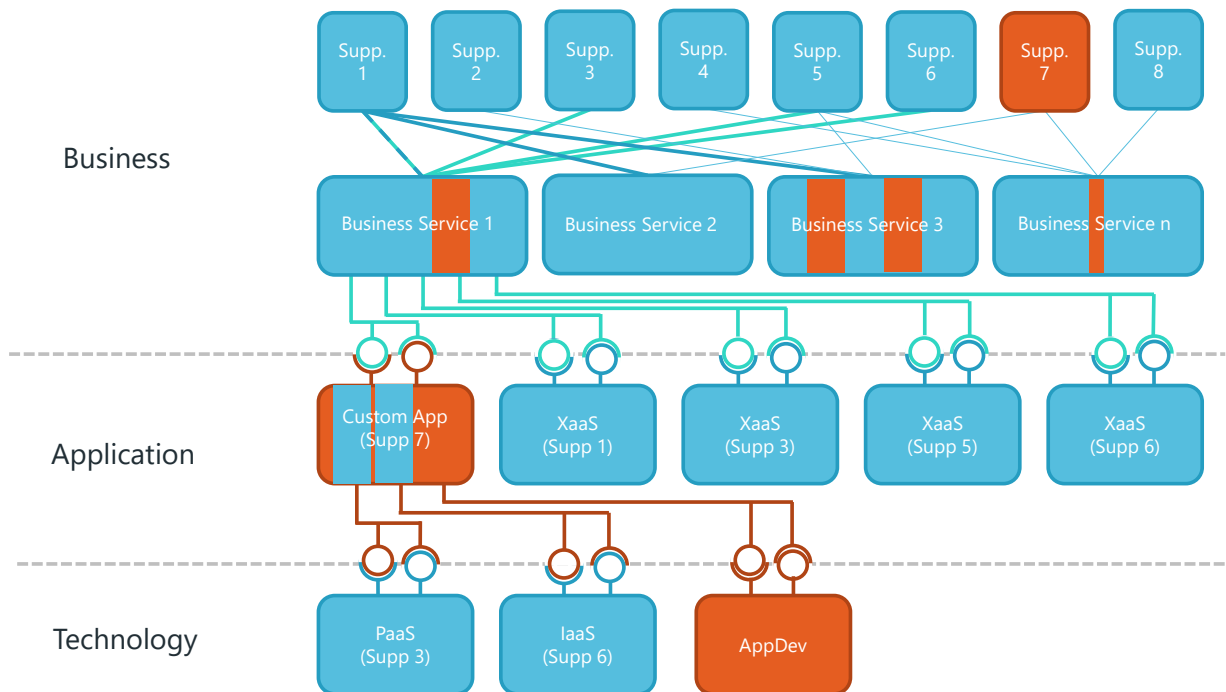 Supp.
1
Supp.
2
Supp.
3
Supp.
4
Supp.
5
Supp.
6
Supp.
7
Supp.
8
Business
Business Service 1
Business Service 2
Business Service 3
Business Service n
Application
Custom App
(Supp 7)
XaaS
(Supp 1)
XaaS
(Supp 3)
XaaS
(Supp 5)
XaaS
(Supp 6)
Technology
PaaS
(Supp 3)
IaaS
(Supp 6)
AppDev